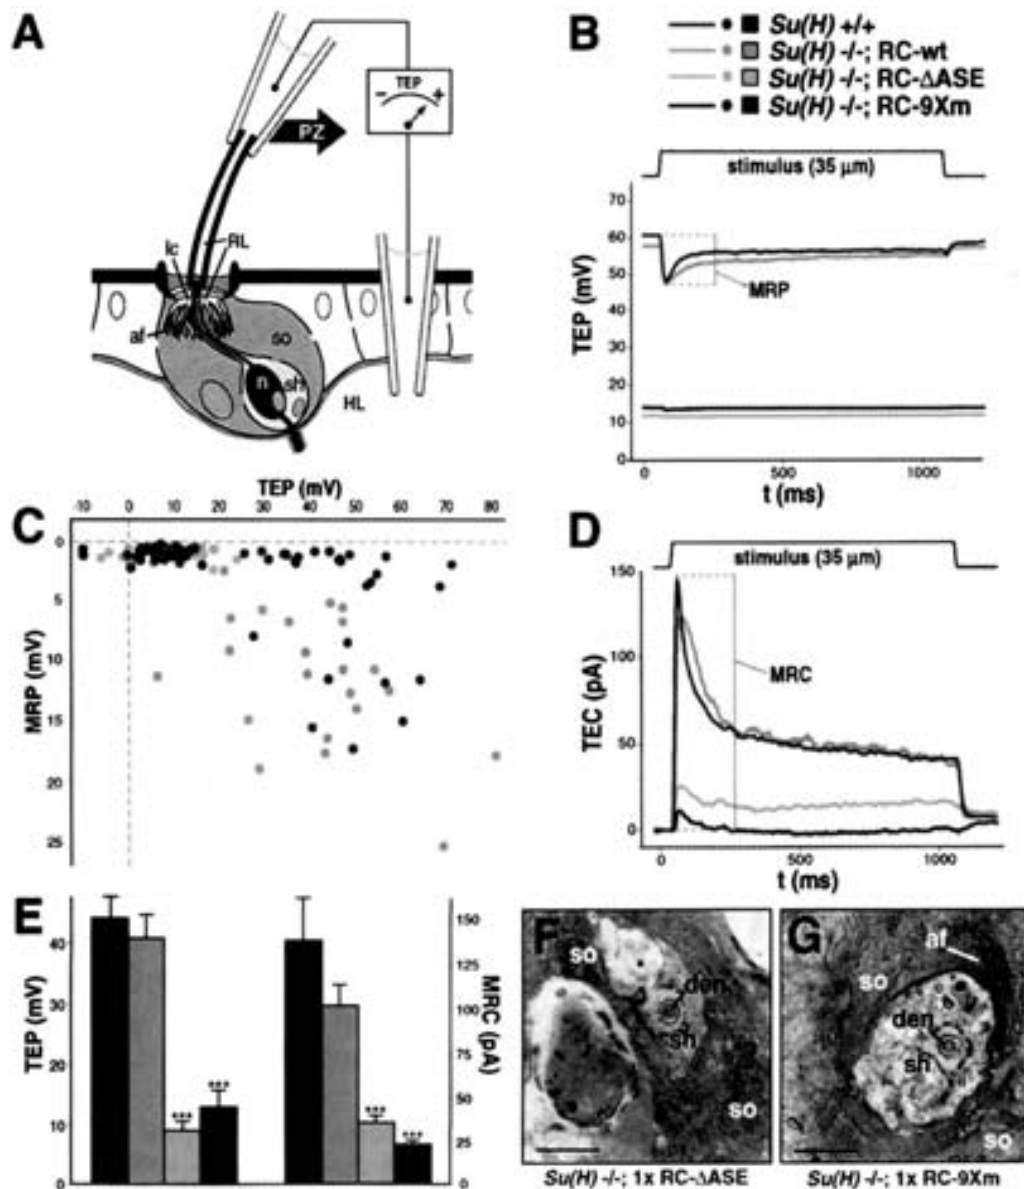 A
TEP
− +
PZ
lc
RL
af
so
n
sh
HL
B
Su(H) +/+
Su(H) -/-; RC-wt
Su(H) -/-; RC-ΔASE
Su(H) -/-; RC-9Xm
stimulus (35 μm)
TEP (mV)
70
60
50
40
30
20
10
0
MRP
0 500 1000
t (ms)
C
TEP (mV)
-10 0 10 20 30 40 50 60 70 80
MRP (mV)
0
5
10
15
20
25
D
stimulus (35 μm)
TEC (pA)
150
100
50
0
MRC
0 500 1000
t (ms)
E
TEP (mV)
40
30
20
10
0
*** ***
*** ***
150
125
100
75
50
25
0
MRC (pA)
F
so
den
sh
so
Su(H) -/-; 1x RC-ΔASE
G
af
so
den
sh
so
Su(H) -/-; 1x RC-9Xm